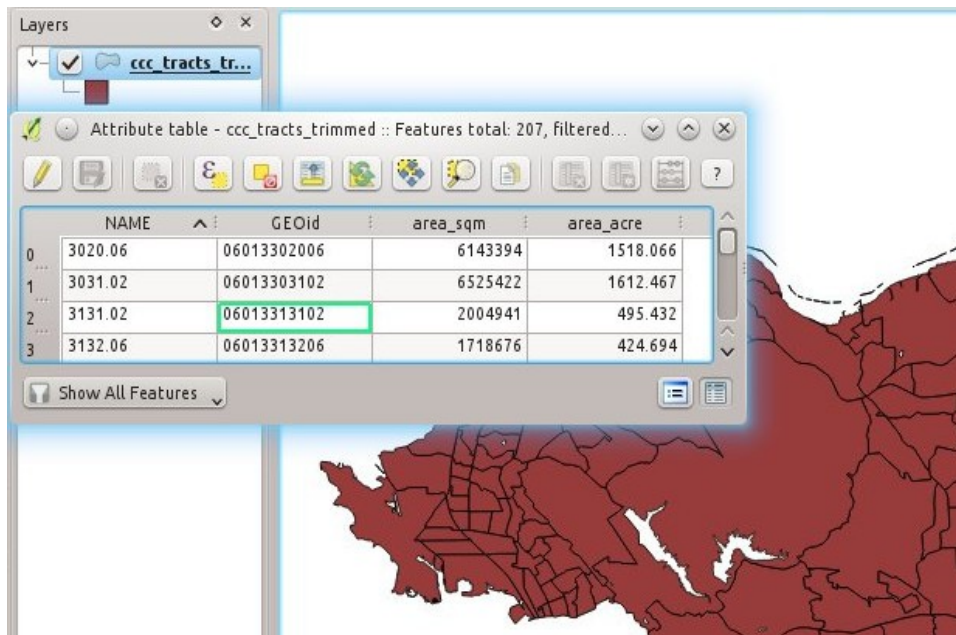 Layers
ccc_tracts_tr...
Attribute table - ccc_tracts_trimmed :: Features total: 207, filtered...
ε
?
NAME GEOid area_sqm area_acre
0 3020.06 06013302006 6143394 1518.066
1 3031.02 06013303102 6525422 1612.467
2 3131.02 06013313102 2004941 495.432
3 3132.06 06013313206 1718676 424.694
Show All Features